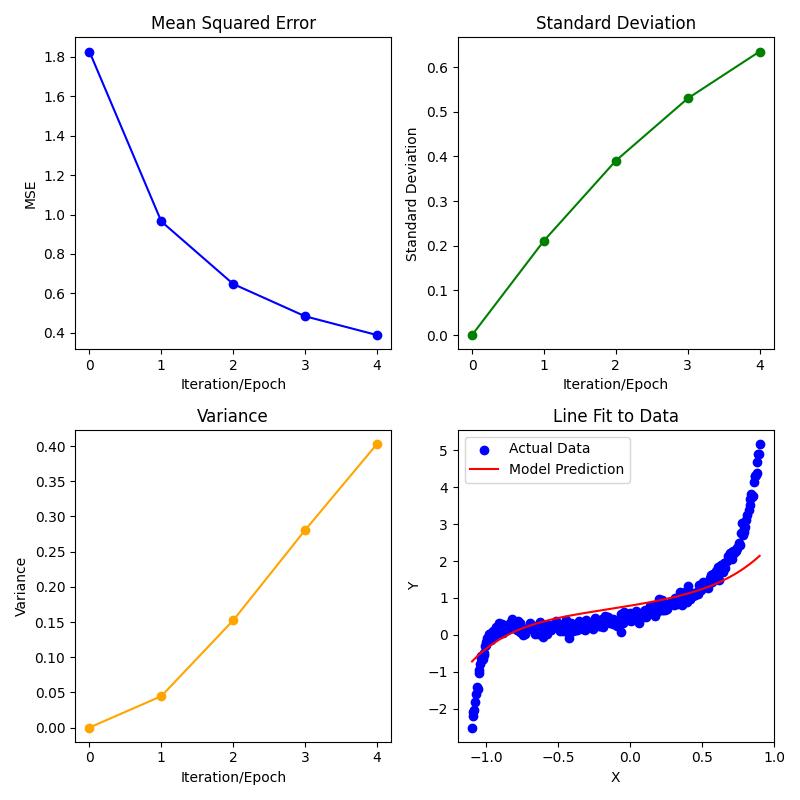 Mean Squared Error
1.8
1.6
1.4
1.2
1.0
0.8
0.6
0.4
MSE
0 1 2 3 4
Iteration/Epoch
Standard Deviation
0.6
0.5
0.4
0.3
0.2
0.1
0.0
Standard Deviation
0 1 2 3 4
Iteration/Epoch
Variance
0.40
0.35
0.30
0.25
0.20
0.15
0.10
0.05
0.00
Variance
0 1 2 3 4
Iteration/Epoch
Line Fit to Data
Actual Data
Model Prediction
5
4
3
2
1
0
−1
−2
Y
−1.0 −0.5 0.0 0.5 1.0
X